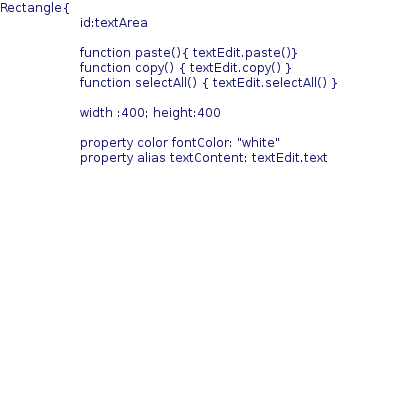 Rectangle{
id:textArea
function paste(){ textEdit.paste()}
function copy() { textEdit.copy() }
function selectAll() { textEdit.selectAll() }
width :400; height:400
property color fontColor: "white"
property alias textContent: textEdit.text